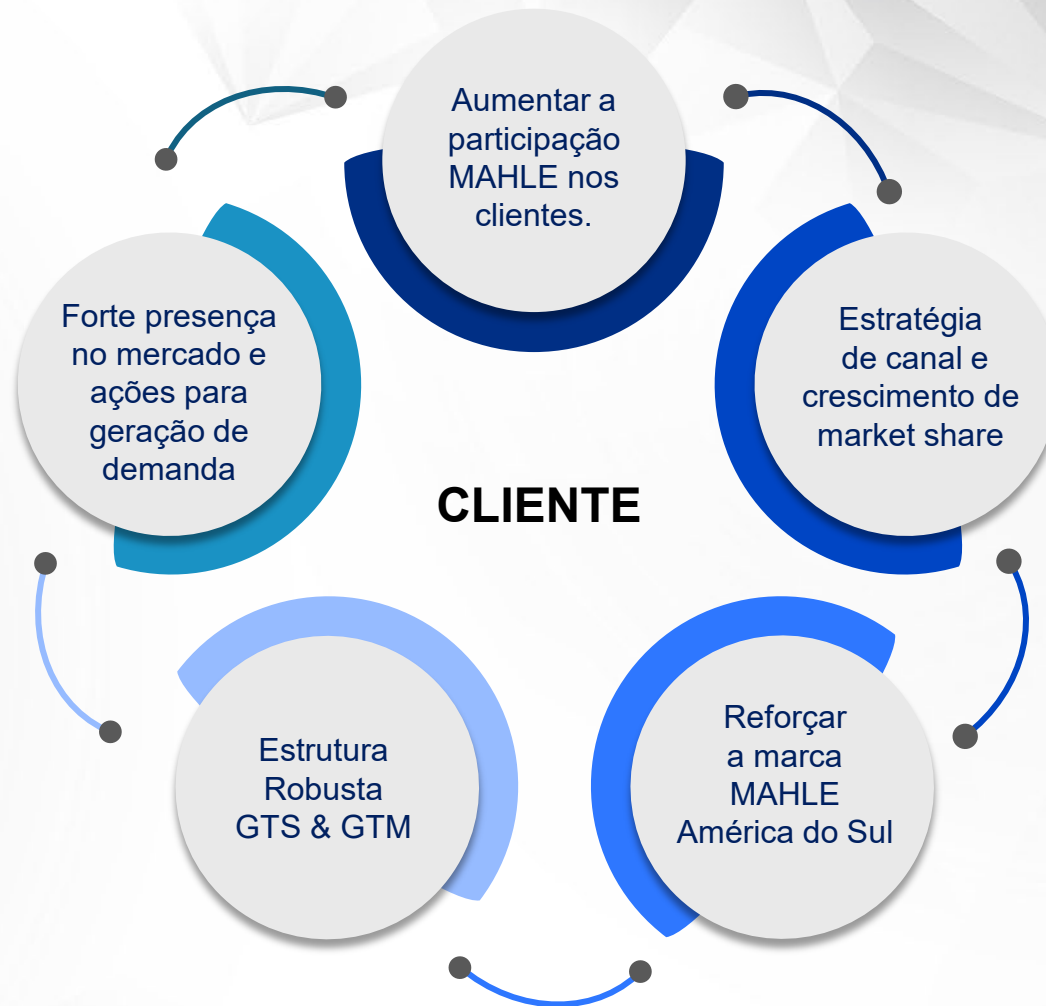 Aumentar a
participação
MAHLE nos
clientes.
Estratégia
de canal e
crescimento de
market share
Reforçar
a marca
MAHLE
América do Sul
Estrutura
Robusta
GTS & GTM
Forte presença
no mercado e
ações para
geração de
demanda
CLIENTE